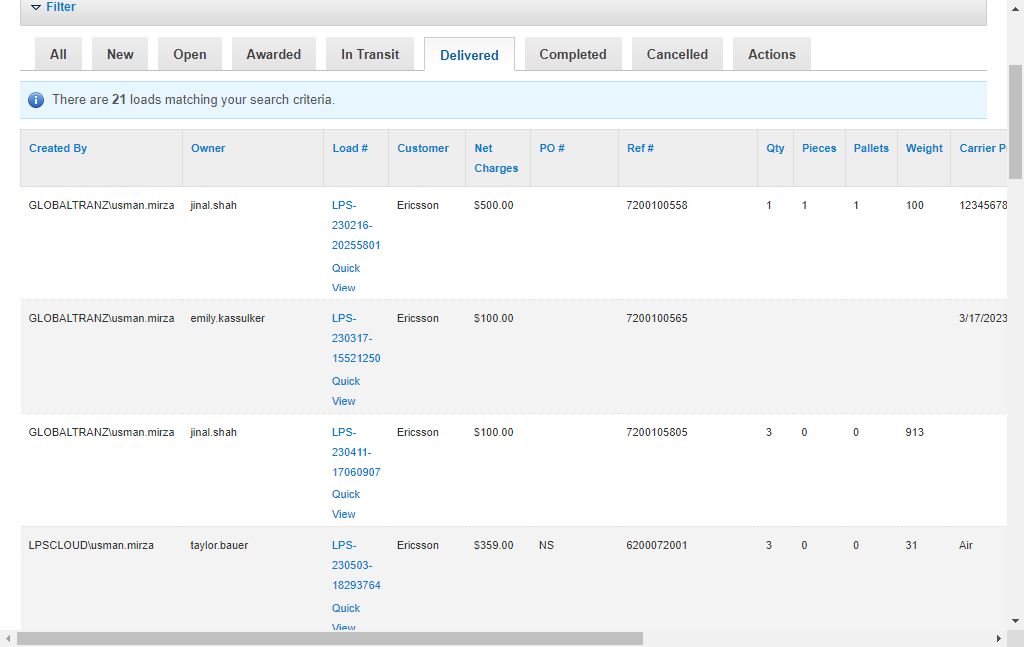 Filter
All New Open Awarded In Transit Delivered Completed Cancelled Actions
There are 21 loads matching your search criteria.
Created By Owner Load # Customer Net Charges PO # Ref # Qty Pieces Pallets Weight Carrier P
GLOBALTRANZ\usman.mirza jinal.shah LPS-230216-20255801 Ericsson $500.00 7200100558 1 1 1 100 12345678
Quick View
GLOBALTRANZ\usman.mirza emily.kassulker LPS-230317-15521250 Ericsson $100.00 7200100565 3/17/2023
Quick View
GLOBALTRANZ\usman.mirza jinal.shah LPS-230411-17060907 Ericsson $100.00 7200105805 3 0 0 913
Quick View
LPSCLOUD\usman.mirza taylor.bauer LPS-230503-18293764 Ericsson $359.00 NS 6200072001 3 0 0 31 Air
Quick View